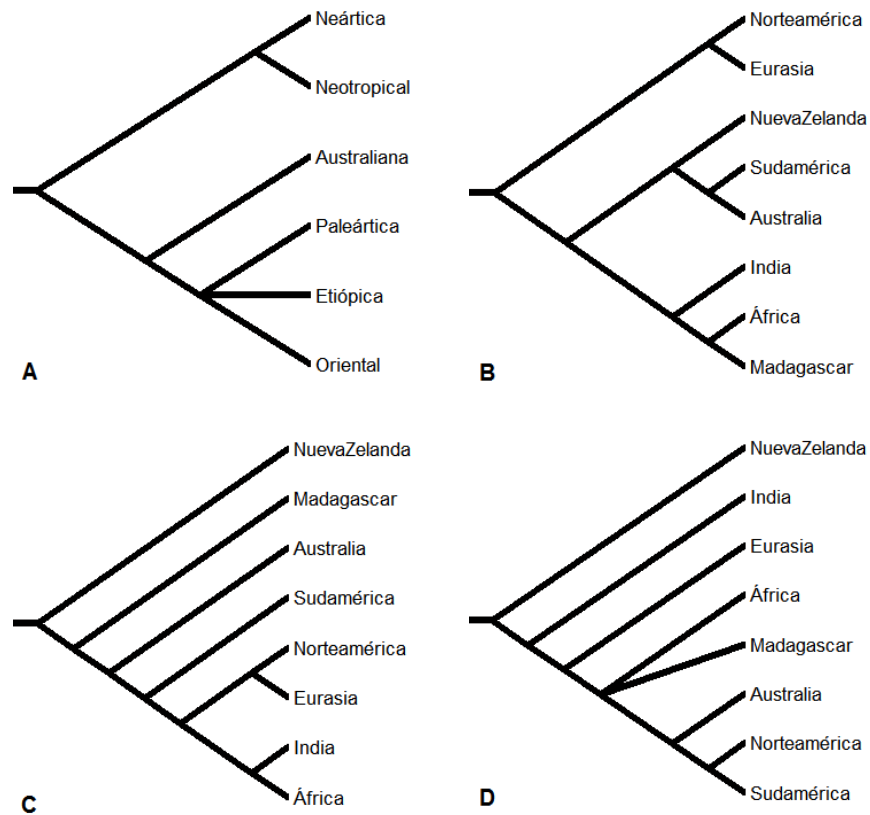 Neártica
Neotropical
Australiana
Paleártica
Etiópica
Oriental
A
Norteamérica
Eurasia
NuevaZelanda
Sudamérica
Australia
India
África
Madagascar
B
NuevaZelanda
Madagascar
Australia
Sudamérica
Norteamérica
Eurasia
India
África
C
NuevaZelanda
India
Eurasia
África
Madagascar
Australia
Norteamérica
Sudamérica
D